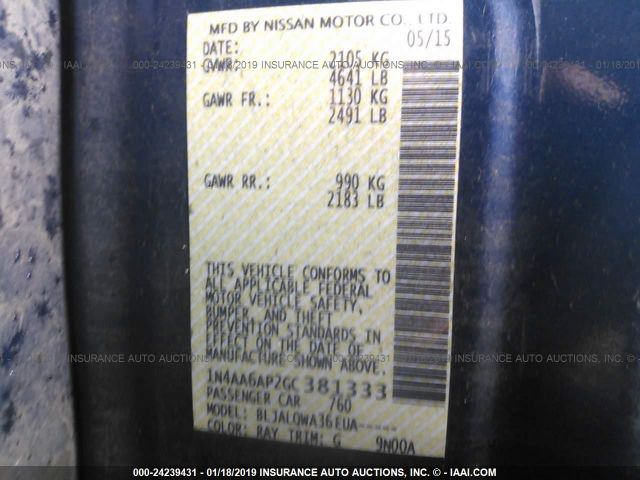 MFD BY NISSAN MOTOR CO., LTD.
DATE: 05/15
GVWR: 2105 KG
4641 LB
GAWR FR.: 1130 KG
2491 LB
GAWR RR.: 990 KG
2183 LB
THIS VEHICLE CONFORMS TO
ALL APPLICABLE FEDERAL
MOTOR VEHICLE SAFETY,
BUMPER, AND THEFT
PREVENTION STANDARDS IN
EFFECT ON THE DATE OF
MANUFACTURE SHOWN ABOVE.
1N4AA6AP2GC381333
PASSENGER CAR /760
MODEL: BLJALQWA36EUA-----
COLOR: RAY TRIM: G 9N00A
000-24239431 - 01/18/2019 INSURANCE AUTO AUCTIONS, INC. © - IAAI.COM